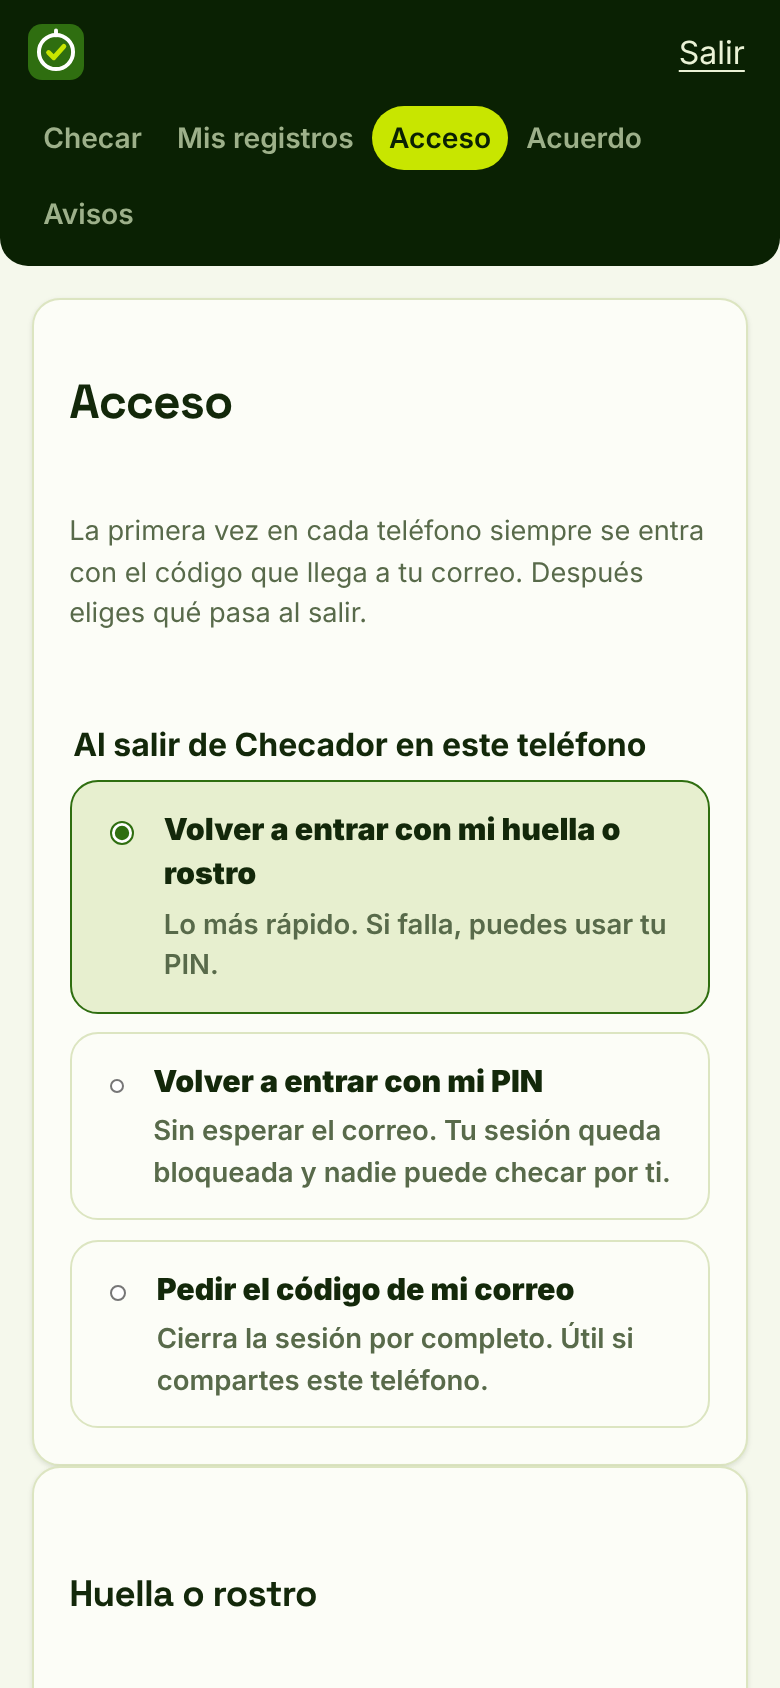 Salir
Checar
Mis registros
Acceso
Acuerdo
Avisos
Acceso
La primera vez en cada teléfono siempre se entra
con el código que llega a tu correo. Después
eliges qué pasa al salir.
Al salir de Checador en este teléfono
Volver a entrar con mi huella o
rostro
Lo más rápido. Si falla, puedes usar tu
PIN.
Volver a entrar con mi PIN
Sin esperar el correo. Tu sesión queda
bloqueada y nadie puede checar por ti.
Pedir el código de mi correo
Cierra la sesión por completo. Útil si
compartes este teléfono.
Huella o rostro